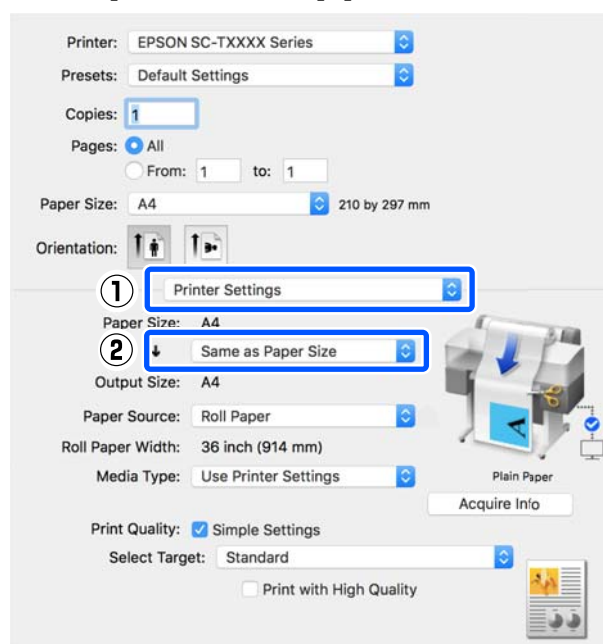 Printer: EPSON SC-TXXXX Series
Presets: Default Settings
Copies: 1
Pages: All
From: 1 to: 1
Paper Size: A4 210 by 297 mm
Orientation:
① Printer Settings
Paper Size: A4
② Same as Paper Size
Output Size: A4
Paper Source: Roll Paper
Roll Paper Width: 36 inch (914 mm)
Media Type: Use Printer Settings
A
Plain Paper
Acquire Info
Print Quality: Simple Settings
Select Target: Standard
Print with High Quality